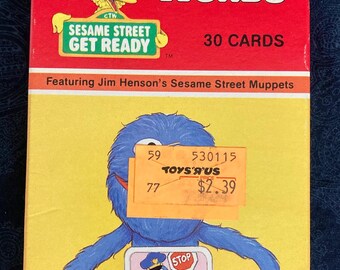 WORDS
CTW
SESAME STREET
GET READY
30 CARDS
Featuring Jim Henson's Sesame Street Muppets
59 530115
TOYS"R"US
77 $2.39
STOP